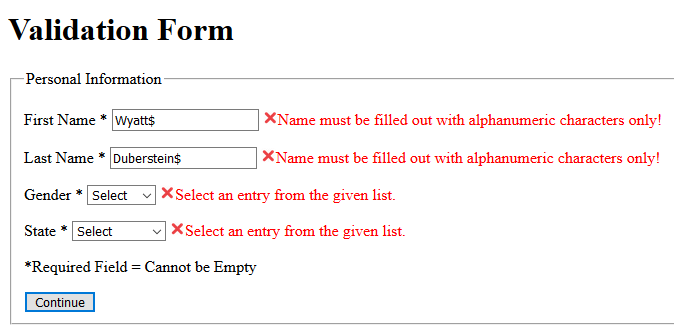 Validation Form
Personal Information
First Name * Wyatt$ ❌Name must be filled out with alphanumeric characters only!
Last Name * Duberstein$ ❌Name must be filled out with alphanumeric characters only!
Gender * Select ❌Select an entry from the given list.
State * Select ❌Select an entry from the given list.
*Required Field = Cannot be Empty
Continue